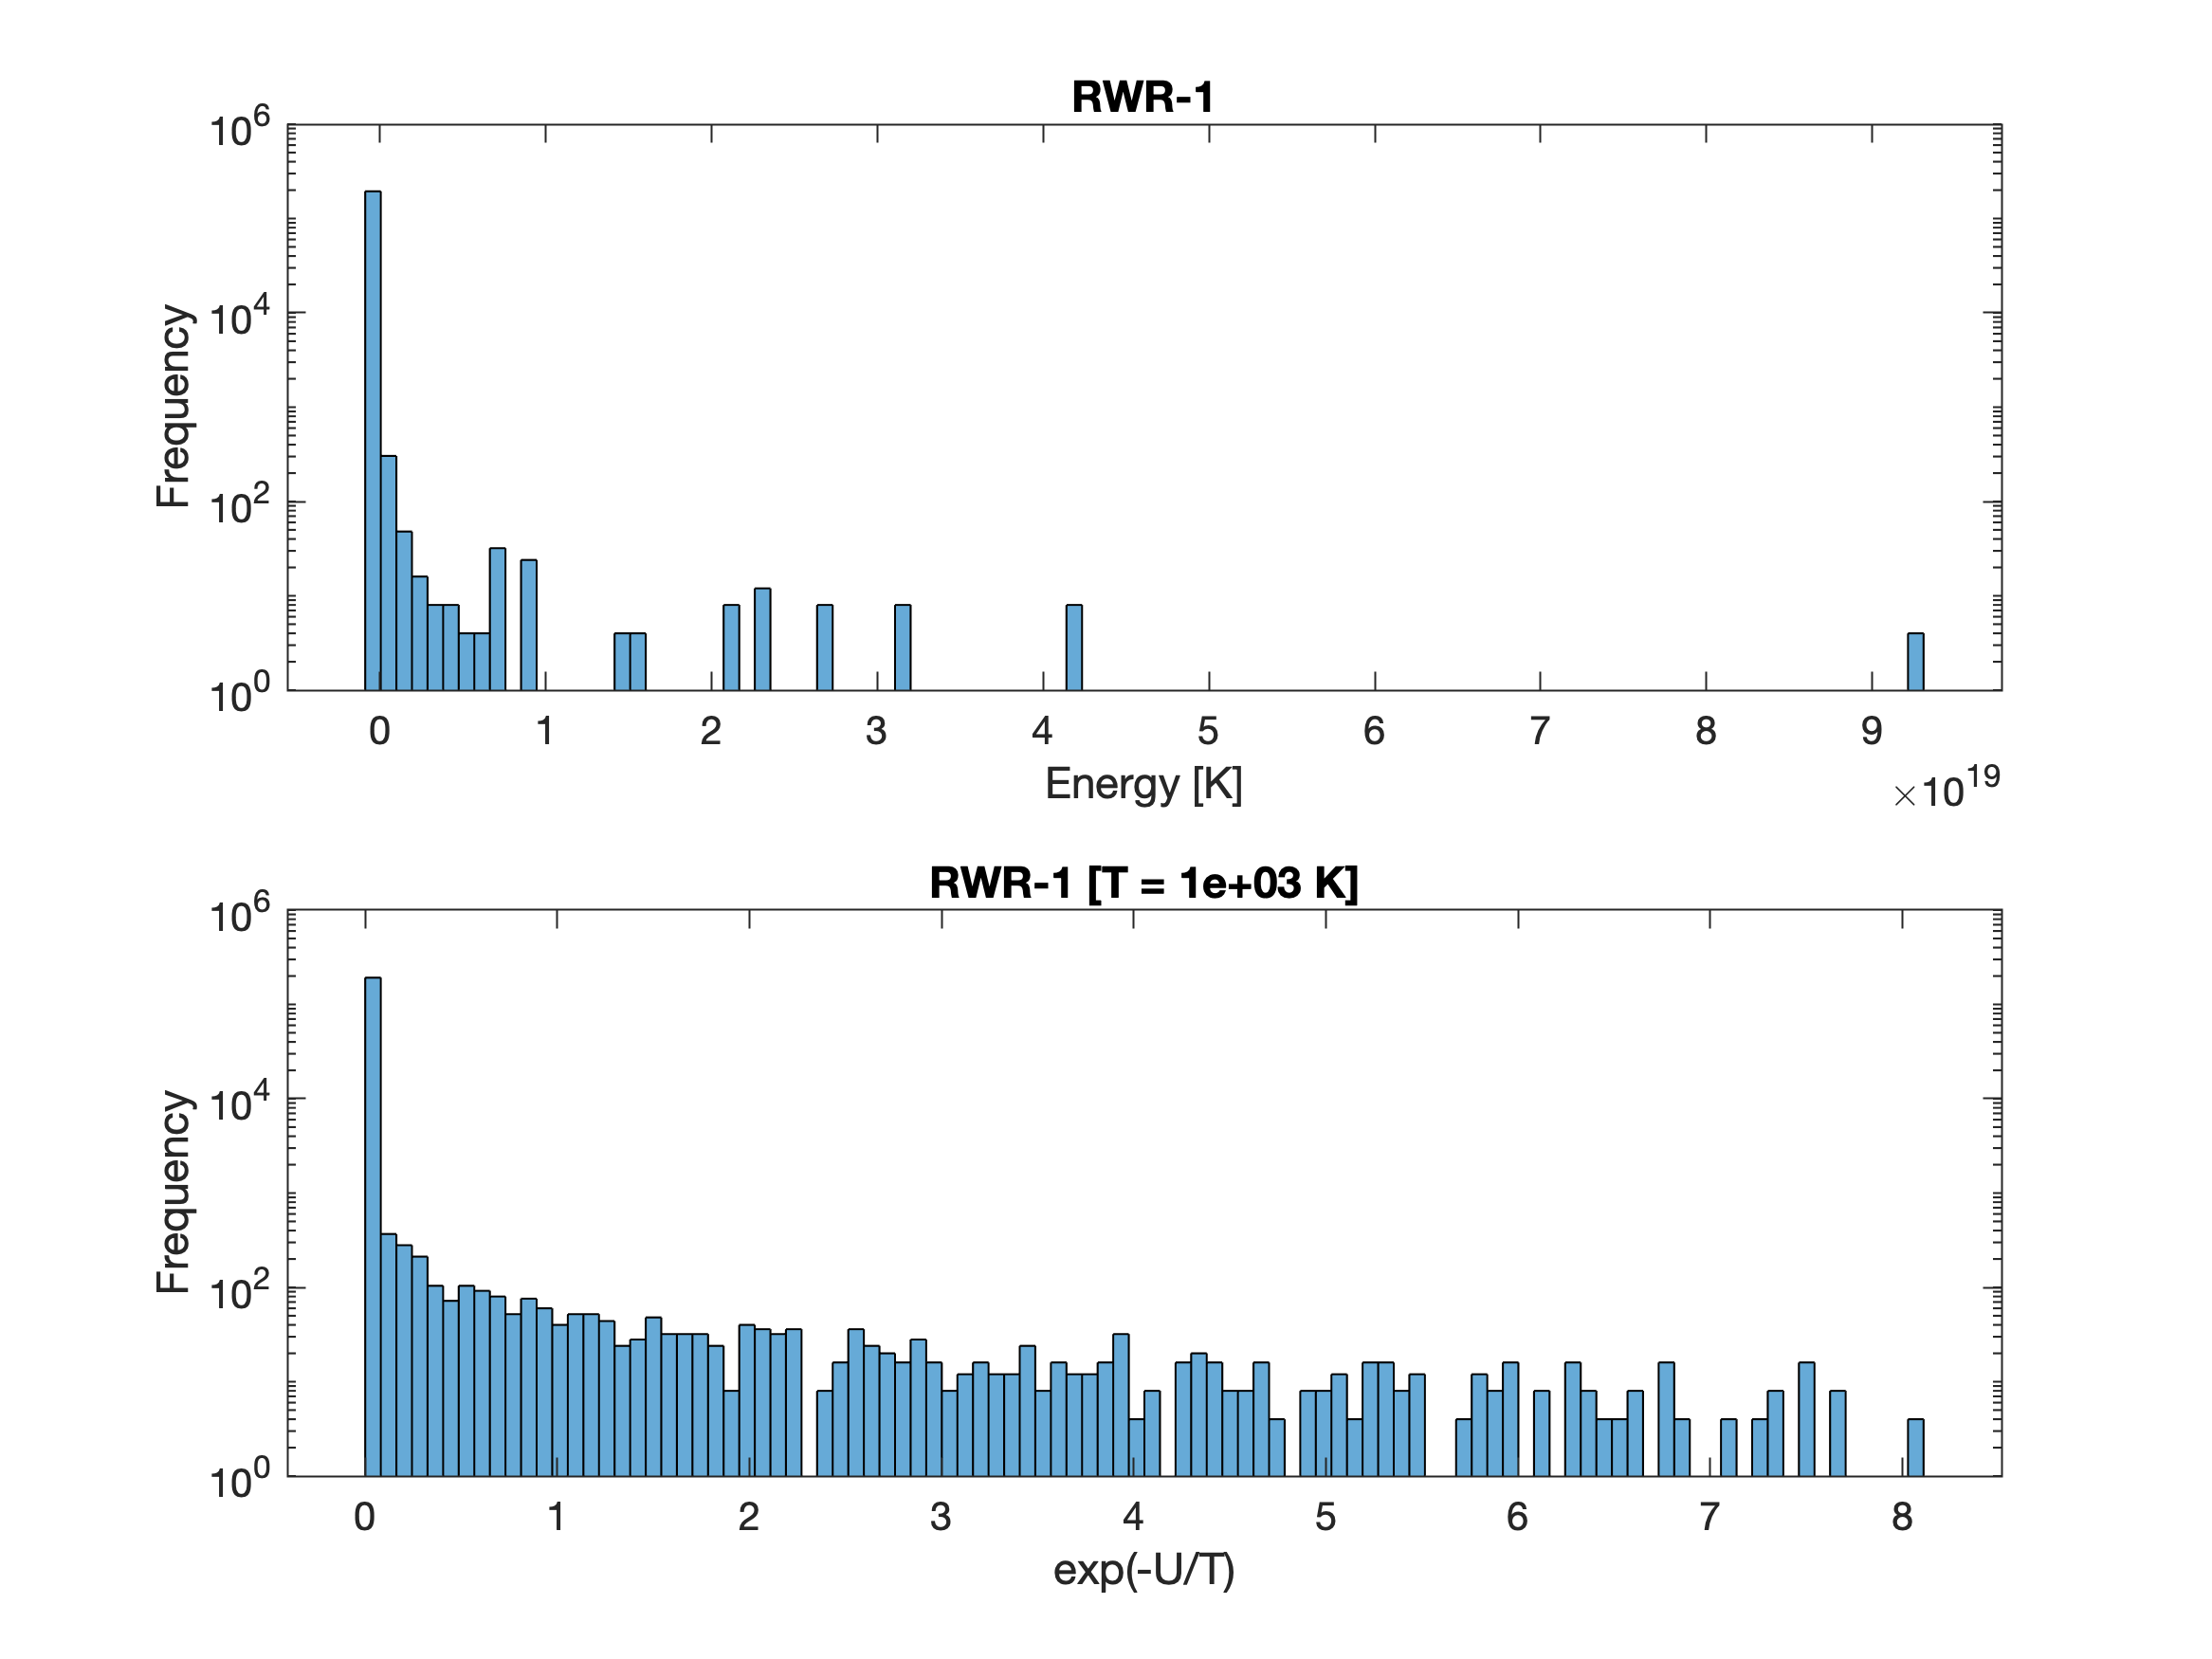 RWR-1
10^6
10^4
10^2
10^0
Frequency
0 1 2 3 4 5 6 7 8 9
×10^19
Energy [K]
RWR-1 [T = 1e+03 K]
10^6
10^4
10^2
10^0
Frequency
0 1 2 3 4 5 6 7 8
exp(-U/T)